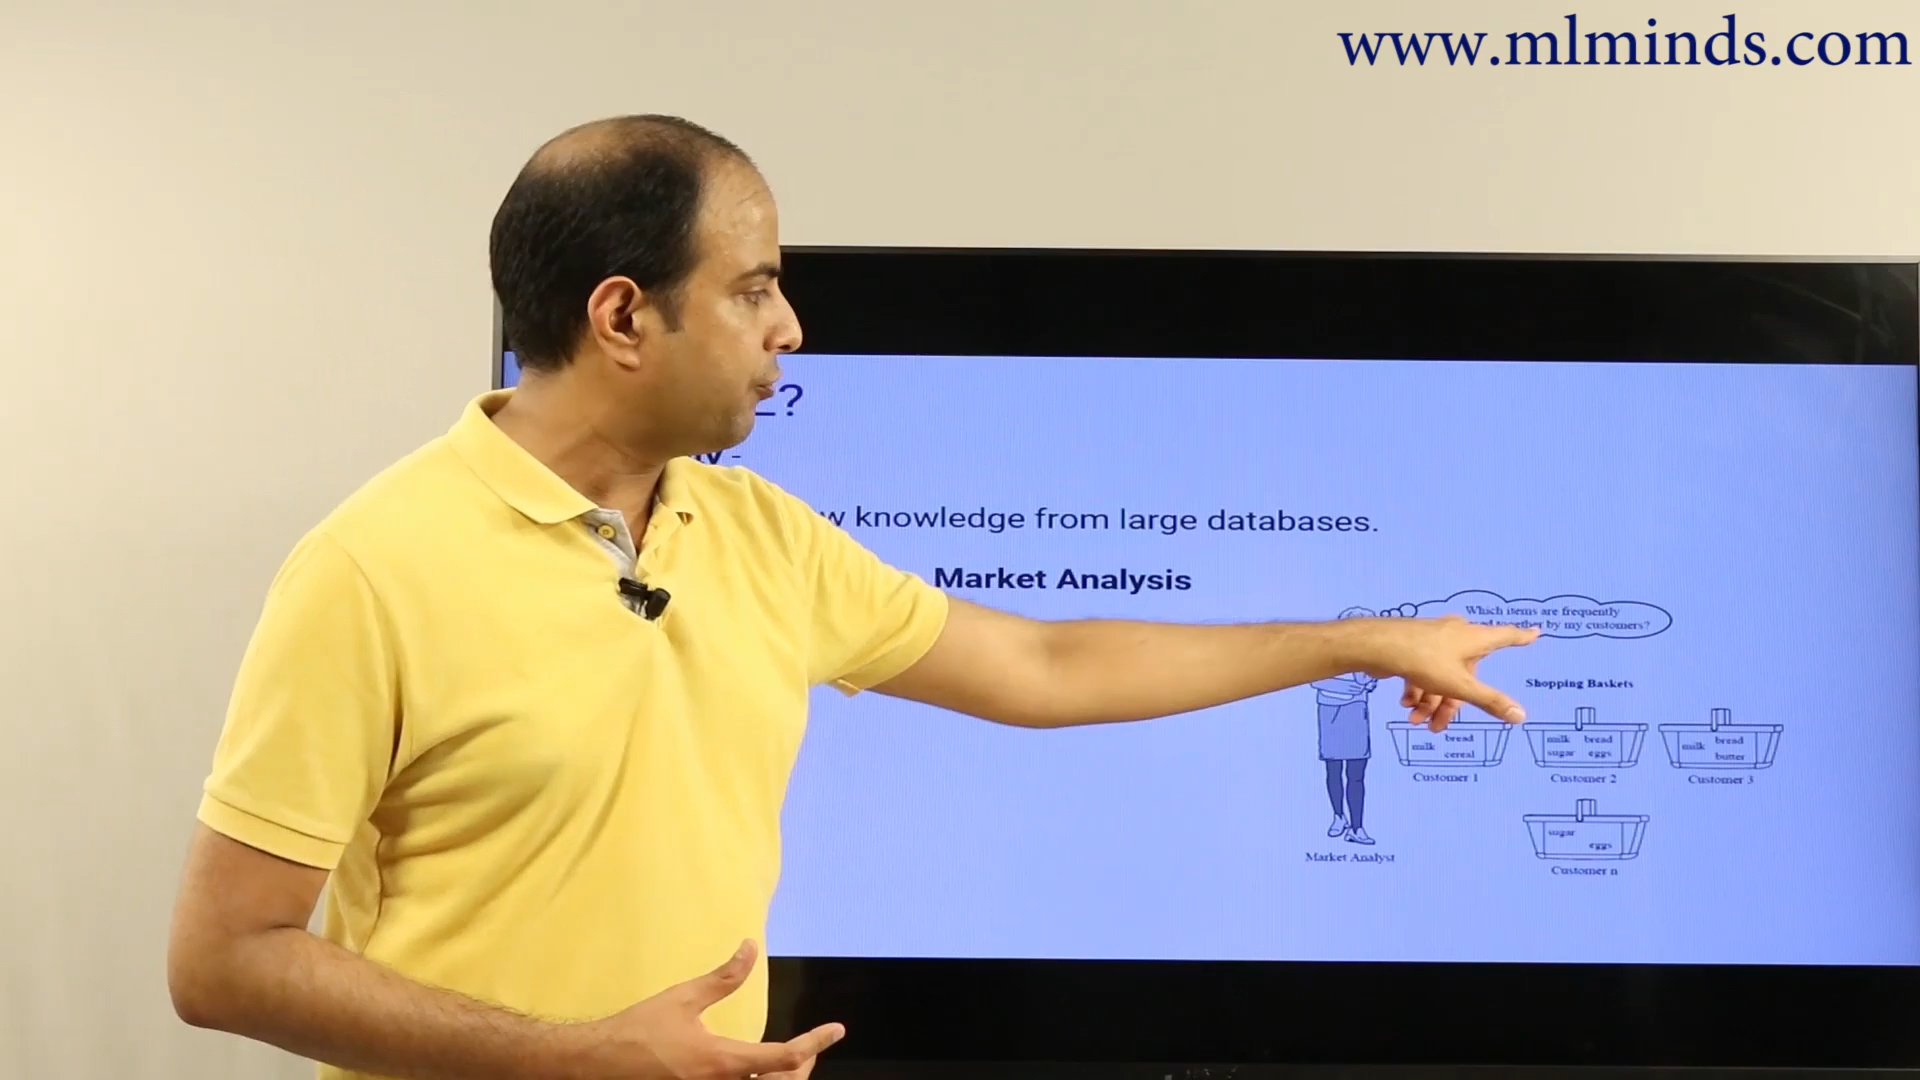 www.mlminds.com
?
-
knowledge from large databases.
Market Analysis
Which items are frequently
together by my customers?
Shopping Baskets
milk bread
cereal
Customer 1
milk bread
sugar eggs
Customer 2
milk bread
butter
Customer 3
sugar
eggs
Customer n
Market Analyst